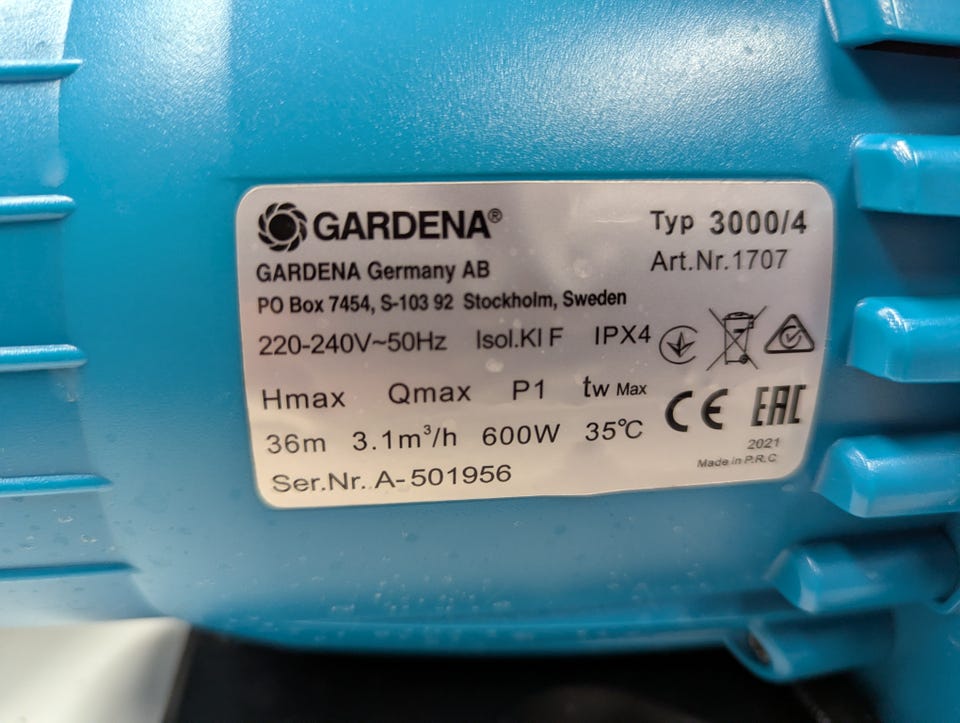 GARDENA®
Typ 3000/4
GARDENA Germany AB
Art.Nr.1707
PO Box 7454, S-103 92 Stockholm, Sweden
220-240V~50Hz Isol.Kl F IPX4
Hmax Qmax P1 tw Max
36m 3.1m³/h 600W 35℃
CE EAC
2021
Made in P.R.C
Ser.Nr. A-501956